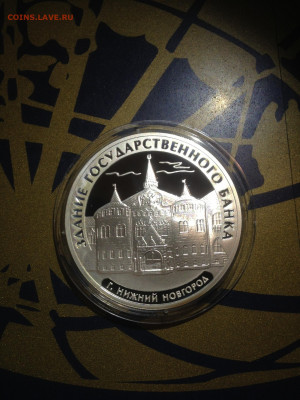 COINS.LAVE.RU
ЗДАНИЕ ГОСУДАРСТВЕННОГО БАНКА
Г. НИЖНИЙ НОВГОРОД